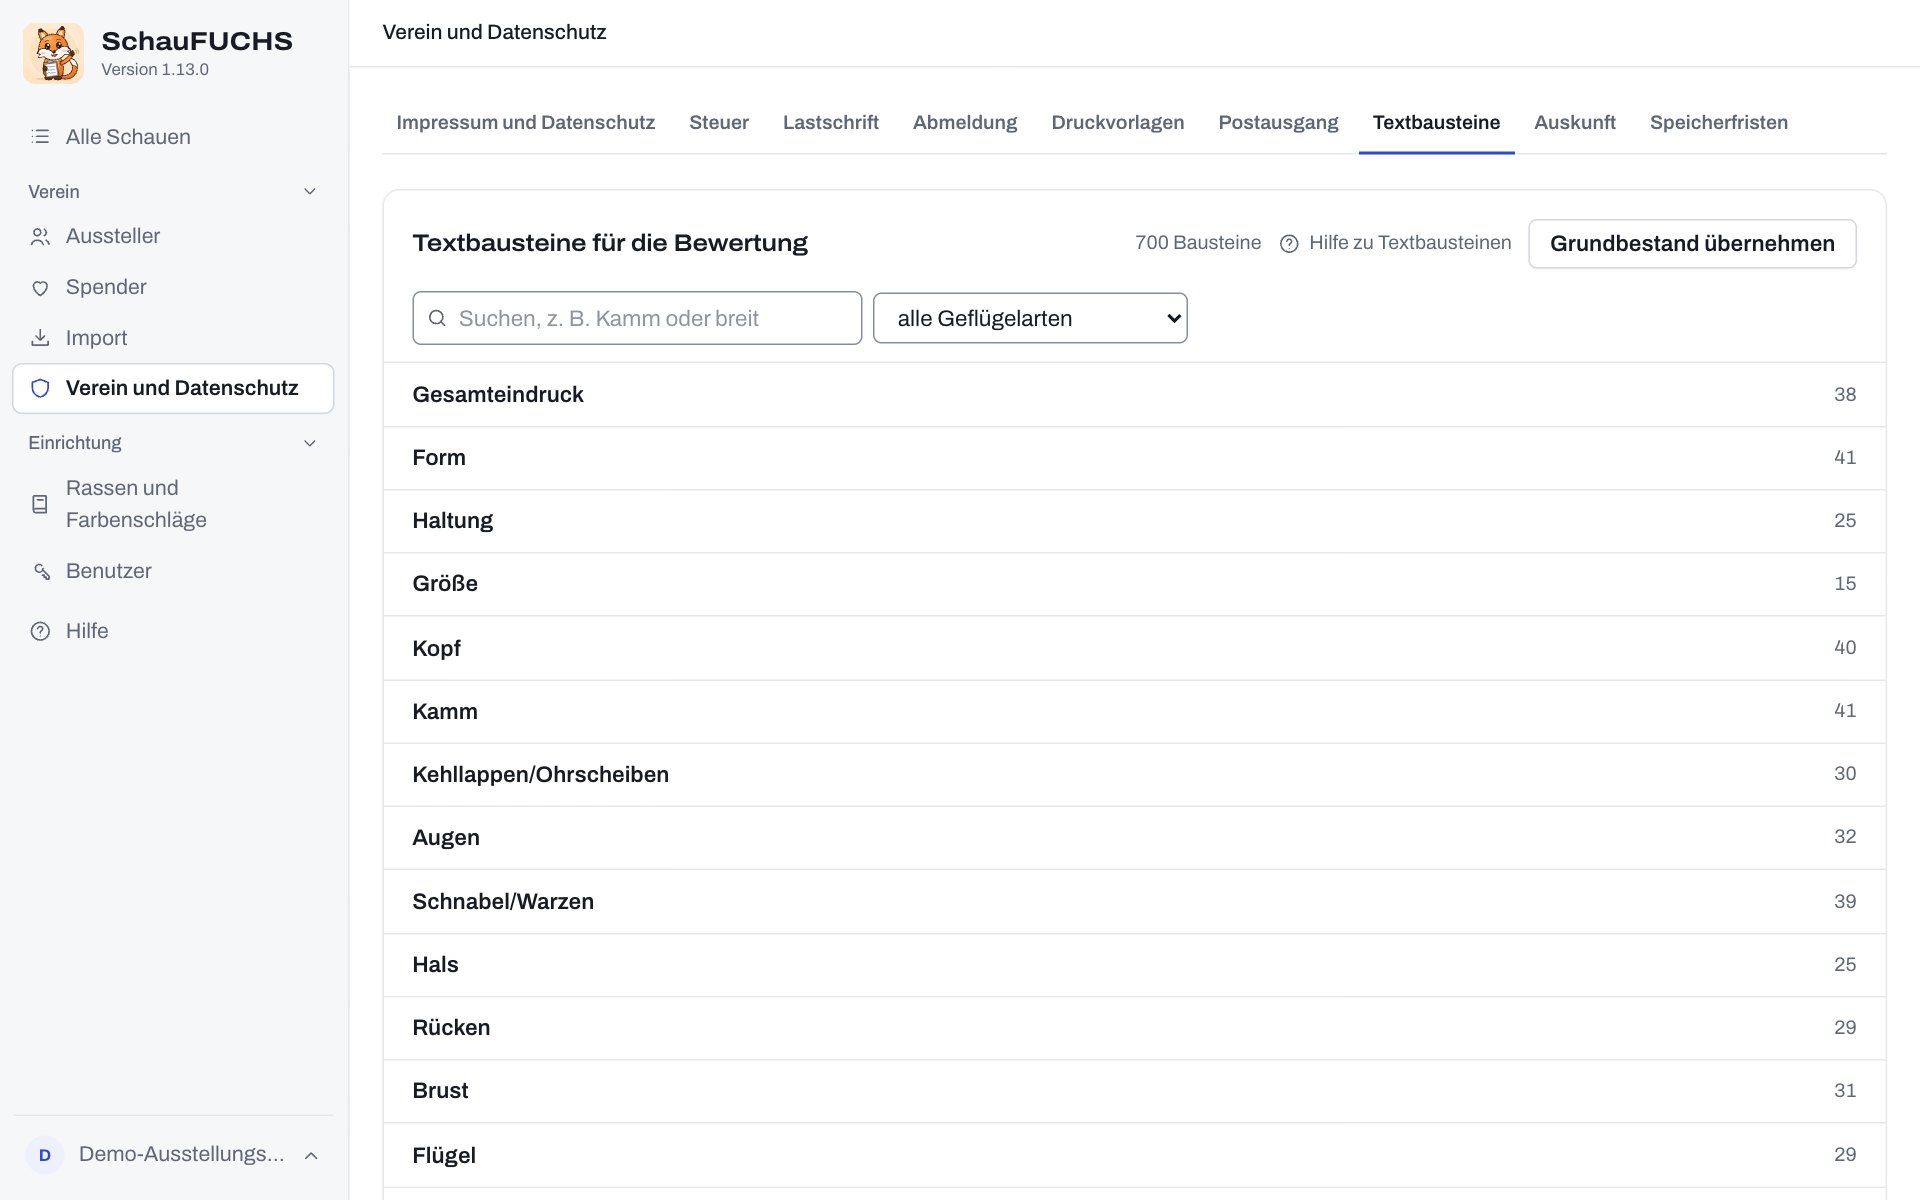 SchauFUCHS
Version 1.13.0
Alle Schauen
Verein
Aussteller
Spender
Import
Verein und Datenschutz
Einrichtung
Rassen und
Farbenschläge
Benutzer
Hilfe
D Demo-Ausstellungs...
Verein und Datenschutz
Impressum und Datenschutz Steuer Lastschrift Abmeldung Druckvorlagen Postausgang Textbausteine Auskunft Speicherfristen
Textbausteine für die Bewertung 700 Bausteine Hilfe zu Textbausteinen Grundbestand übernehmen
Suchen, z. B. Kamm oder breit alle Geflügelarten
Gesamteindruck 38
Form 41
Haltung 25
Größe 15
Kopf 40
Kamm 41
Kehllappen/Ohrscheiben 30
Augen 32
Schnabel/Warzen 39
Hals 25
Rücken 29
Brust 31
Flügel 29